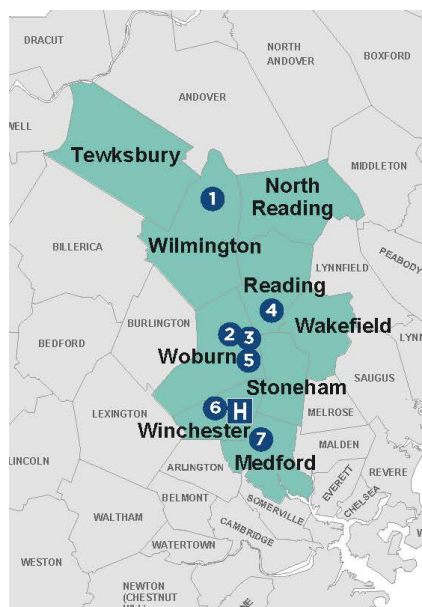 DRACUT
NORTH
ANDOVER
BOXFORD
ANDOVER
WELL
Tewksbury
MIDDLETON
North
Reading
1
BILLERICA
Wilmington
PEABODY
LYNNFIELD
Reading
4
BURLINGTON
Wakefield
LYNN
2
3
BEDFORD
Woburn
5
SAUGUS
Stoneham
LEXINGTON
6
H
MELROSE
Winchester
7
MALDEN
Medford
LINCOLN
ARLINGTON
EVERETT
REVERE
BELMONT
CHELSEA
SOMERVILLE
WALTHAM
CAMBRIDGE
W
WATERTOWN
WESTON
NEWTON
(CHESTNUT